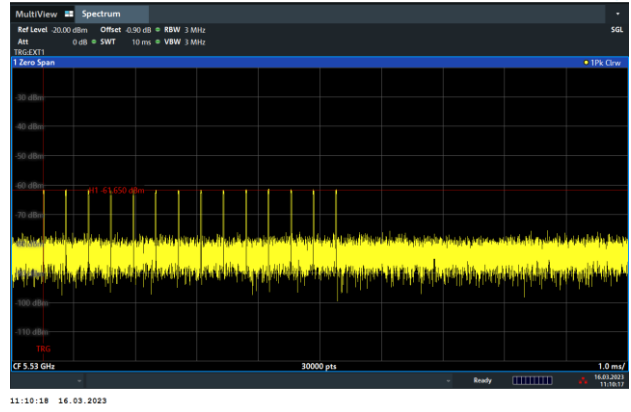 MultiView Spectrum
Ref Level -20.00 dBm Offset -0.90 dB RBW 3 MHz SGL
Att 0 dB SWT 10 ms VBW 3 MHz
TRG:EXT1
1 Zero Span 1Pk Clrw
-30 dBm
-40 dBm
-50 dBm
-60 dBm
H1 -61.650 dBm
-70 dBm
-100 dBm
-110 dBm
TRG
CF 5.53 GHz 30000 pts 1.0 ms/
Ready 16.03.2023
11:10:17
11:10:18 16.03.2023